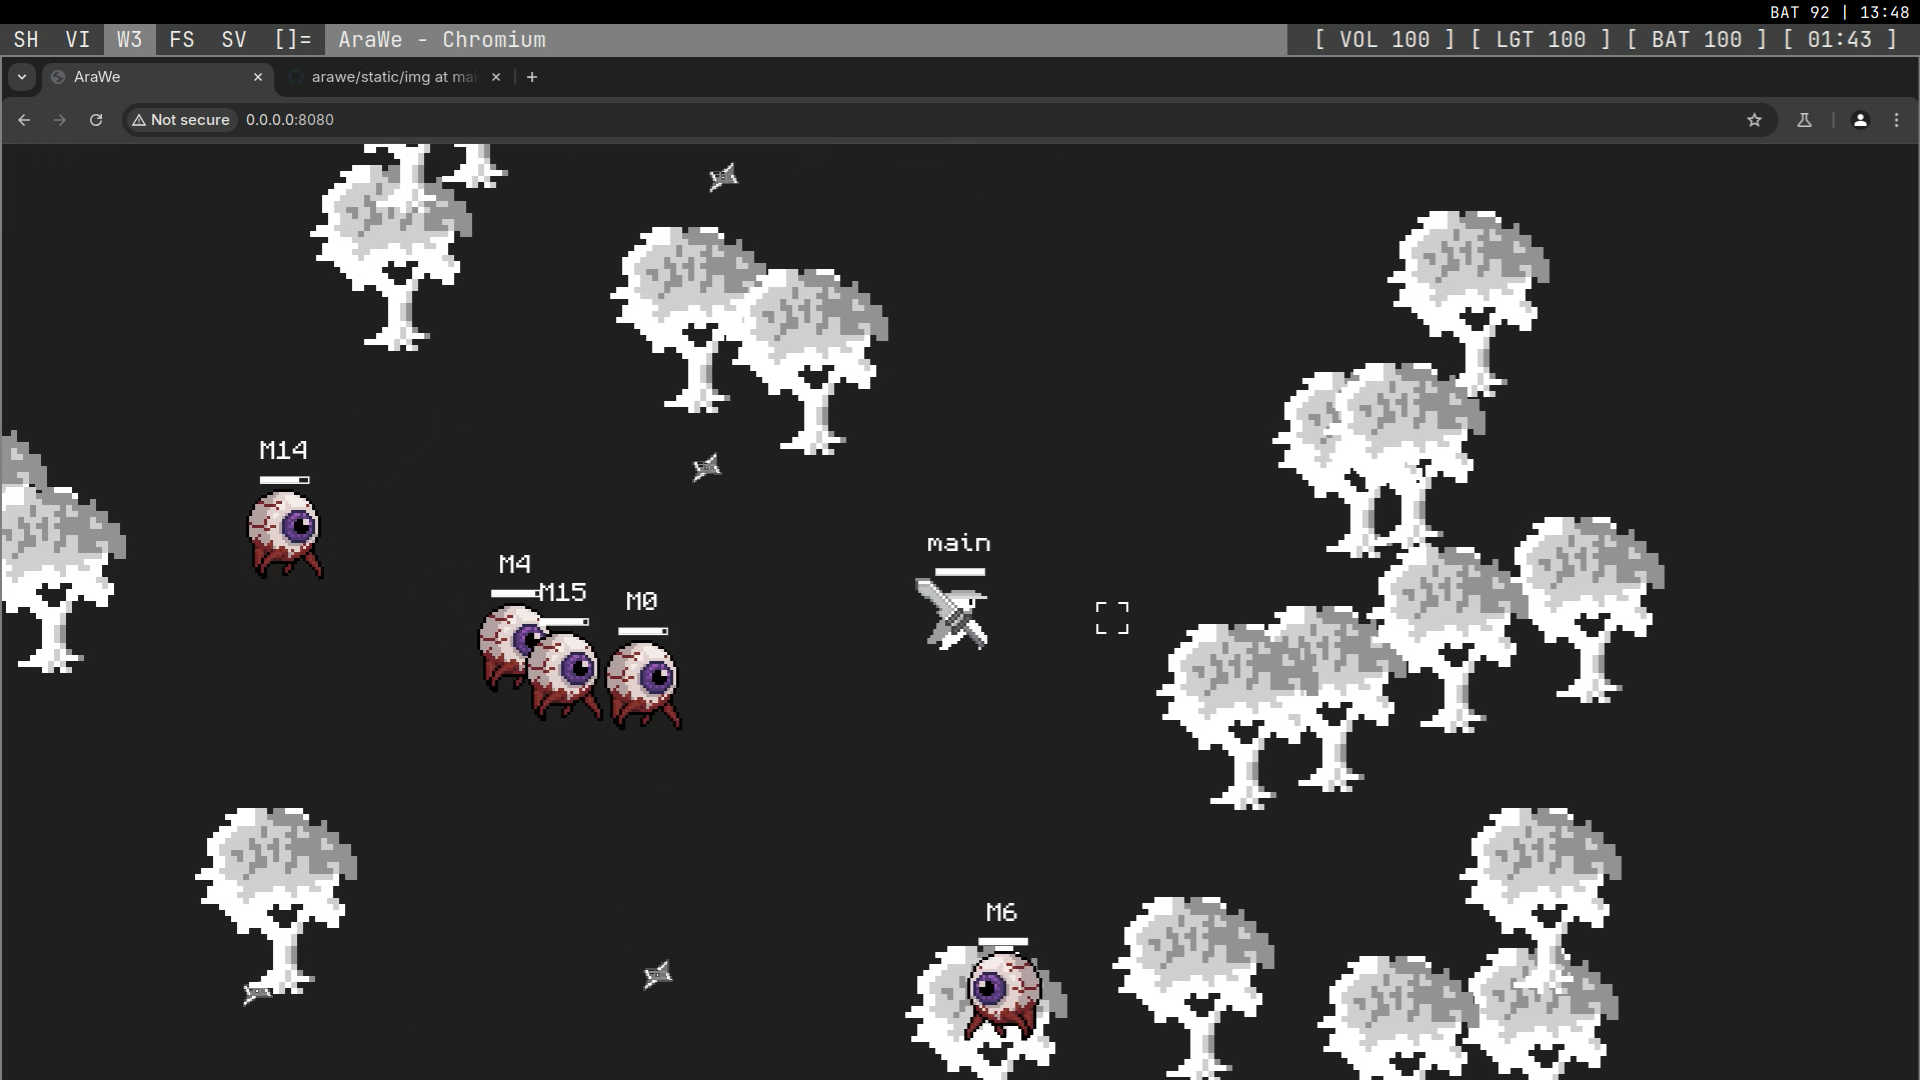 BAT 92 | 13:48
SH VI W3 FS SV []= AraWe - Chromium [ VOL 100 ] [ LGT 100 ] [ BAT 100 ] [ 01:43 ]
AraWe arawe/static/img at mai
Not secure 0.0.0.0:8080
M14
main
M4
M15
M0
M6